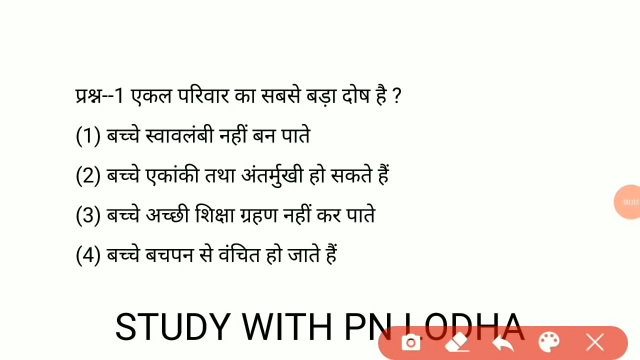 प्रश्न--1 एकल परिवार का सबसे बड़ा दोष है ?
(1) बच्चे स्वावलंबी नहीं बन पाते
(2) बच्चे एकांकी तथा अंतर्मुखी हो सकते हैं
(3) बच्चे अच्छी शिक्षा ग्रहण नहीं कर पाते
(4) बच्चे बचपन से वंचित हो जाते हैं
STUDY WITH PN LODHA